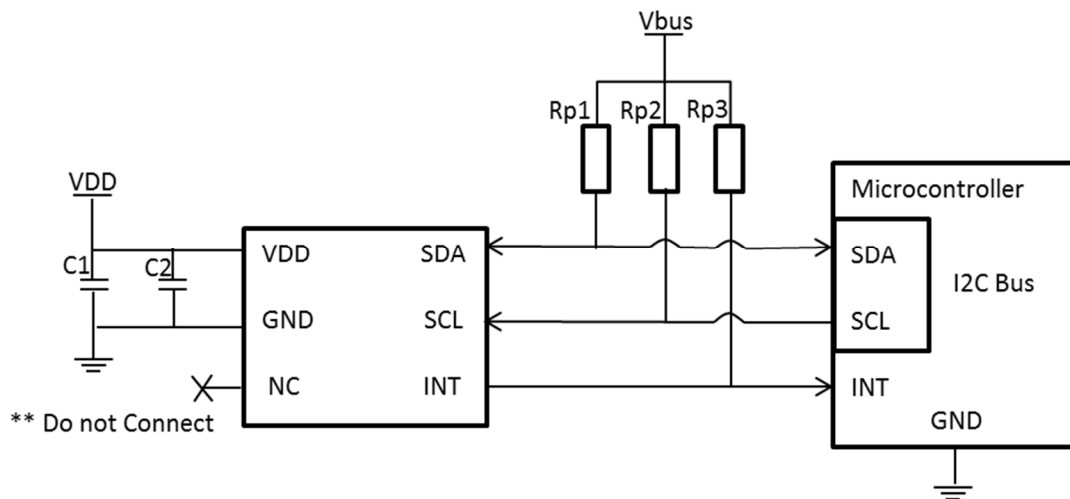 Vbus
Rp1 Rp2 Rp3
VDD
Microcontroller
C1 C2 VDD SDA SDA
I2C Bus
GND SCL SCL
NC INT INT
** Do not Connect
GND